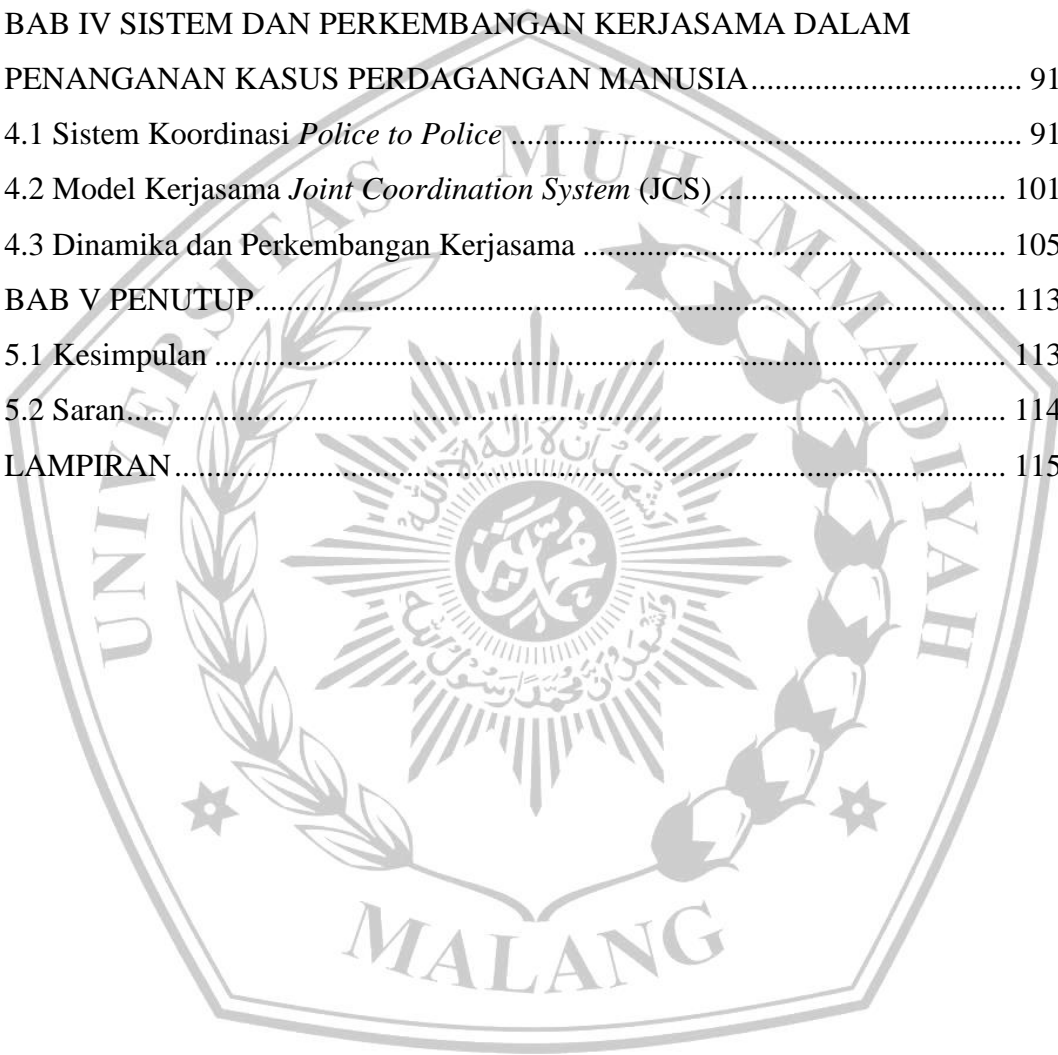 BAB IV SISTEM DAN PERKEMBANGAN KERJASAMA DALAM
PENANGANAN KASUS PERDAGANGAN MANUSIA.............................. 91
4.1 Sistem Koordinasi Police to Police ......................................................... 91
4.2 Model Kerjasama Joint Coordination System (JCS) ................................ 101
4.3 Dinamika dan Perkembangan Kerjasama ............................................... 105
BAB V PENUTUP................................................................................... 113
5.1 Kesimpulan ........................................................................................ 113
5.2 Saran.................................................................................................. 114
LAMPIRAN ............................................................................................ 115
UNIVERSITAS MUHAMMADIYAH
MALANG